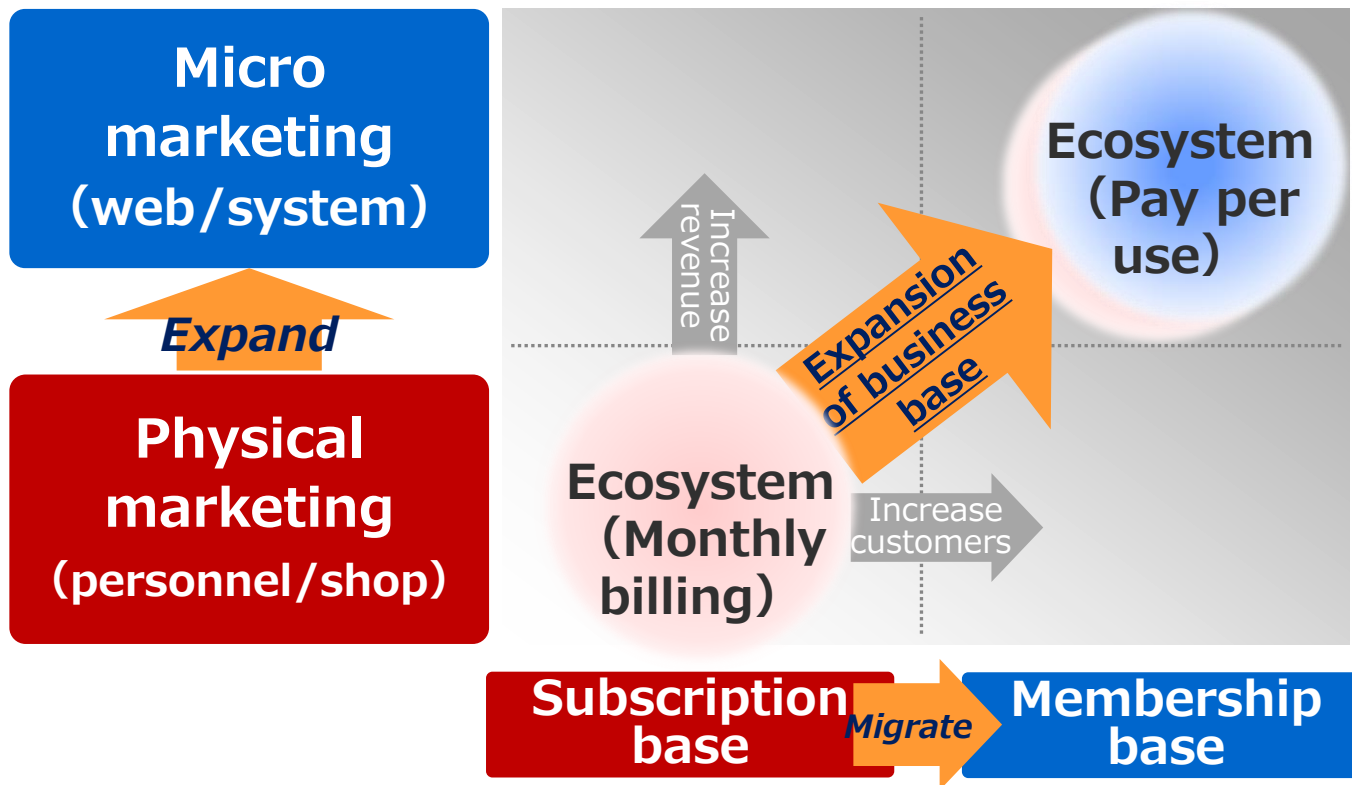 Micro
marketing
（web/system）
Expand
Physical
marketing
（personnel/shop）
Increase
revenue
Ecosystem
（Pay per
use）
Expansion
of business
base
Ecosystem
（Monthly
billing）
Increase
customers
Subscription
base
Migrate
Membership
base